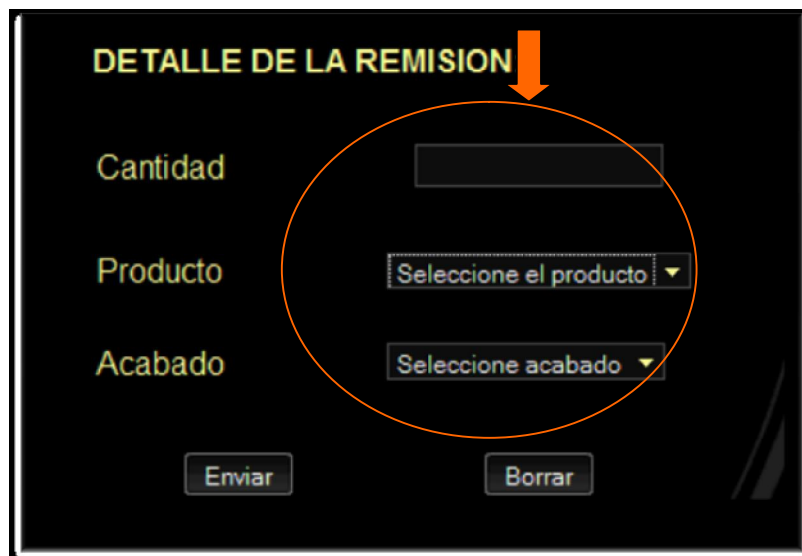 DETALLE DE LA REMISION
Cantidad
Producto Seleccione el producto
Acabado Seleccione acabado
Enviar Borrar